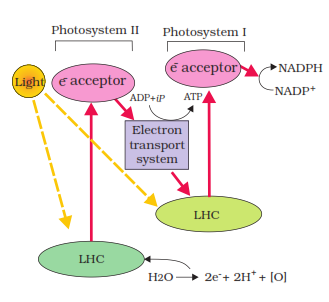 Photosystem II
Photosystem I
Light
e⁻ acceptor
e⁻ acceptor
NADPH
NADP⁺
ADP+iP
ATP
Electron
transport
system
LHC
LHC
H2O → 2e⁻+ 2H⁺ + [O]